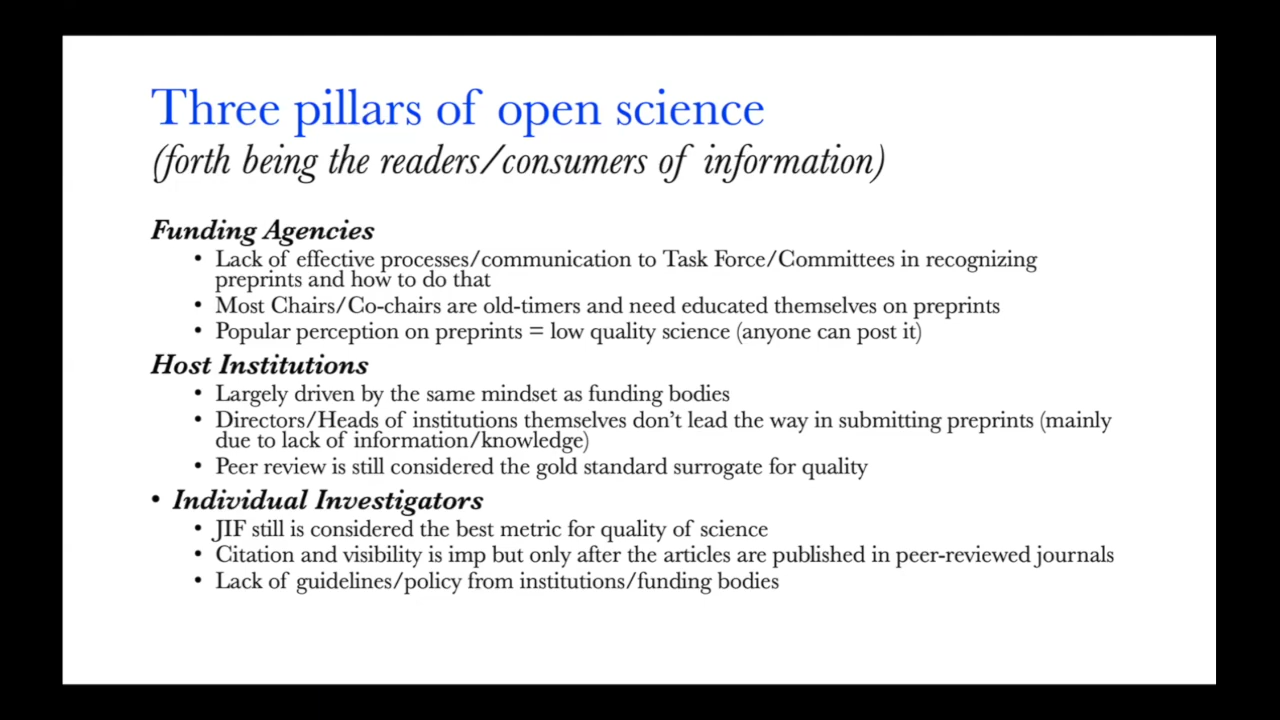 Three pillars of open science
(forth being the readers/consumers of information)
Funding Agencies
• Lack of effective processes/communication to Task Force/Committees in recognizing
preprints and how to do that
• Most Chairs/Co-chairs are old-timers and need educated themselves on preprints
• Popular perception on preprints = low quality science (anyone can post it)
Host Institutions
• Largely driven by the same mindset as funding bodies
• Directors/Heads of institutions themselves don’t lead the way in submitting preprints (mainly
due to lack of information/knowledge)
• Peer review is still considered the gold standard surrogate for quality
• Individual Investigators
• JIF still is considered the best metric for quality of science
• Citation and visibility is imp but only after the articles are published in peer-reviewed journals
• Lack of guidelines/policy from institutions/funding bodies